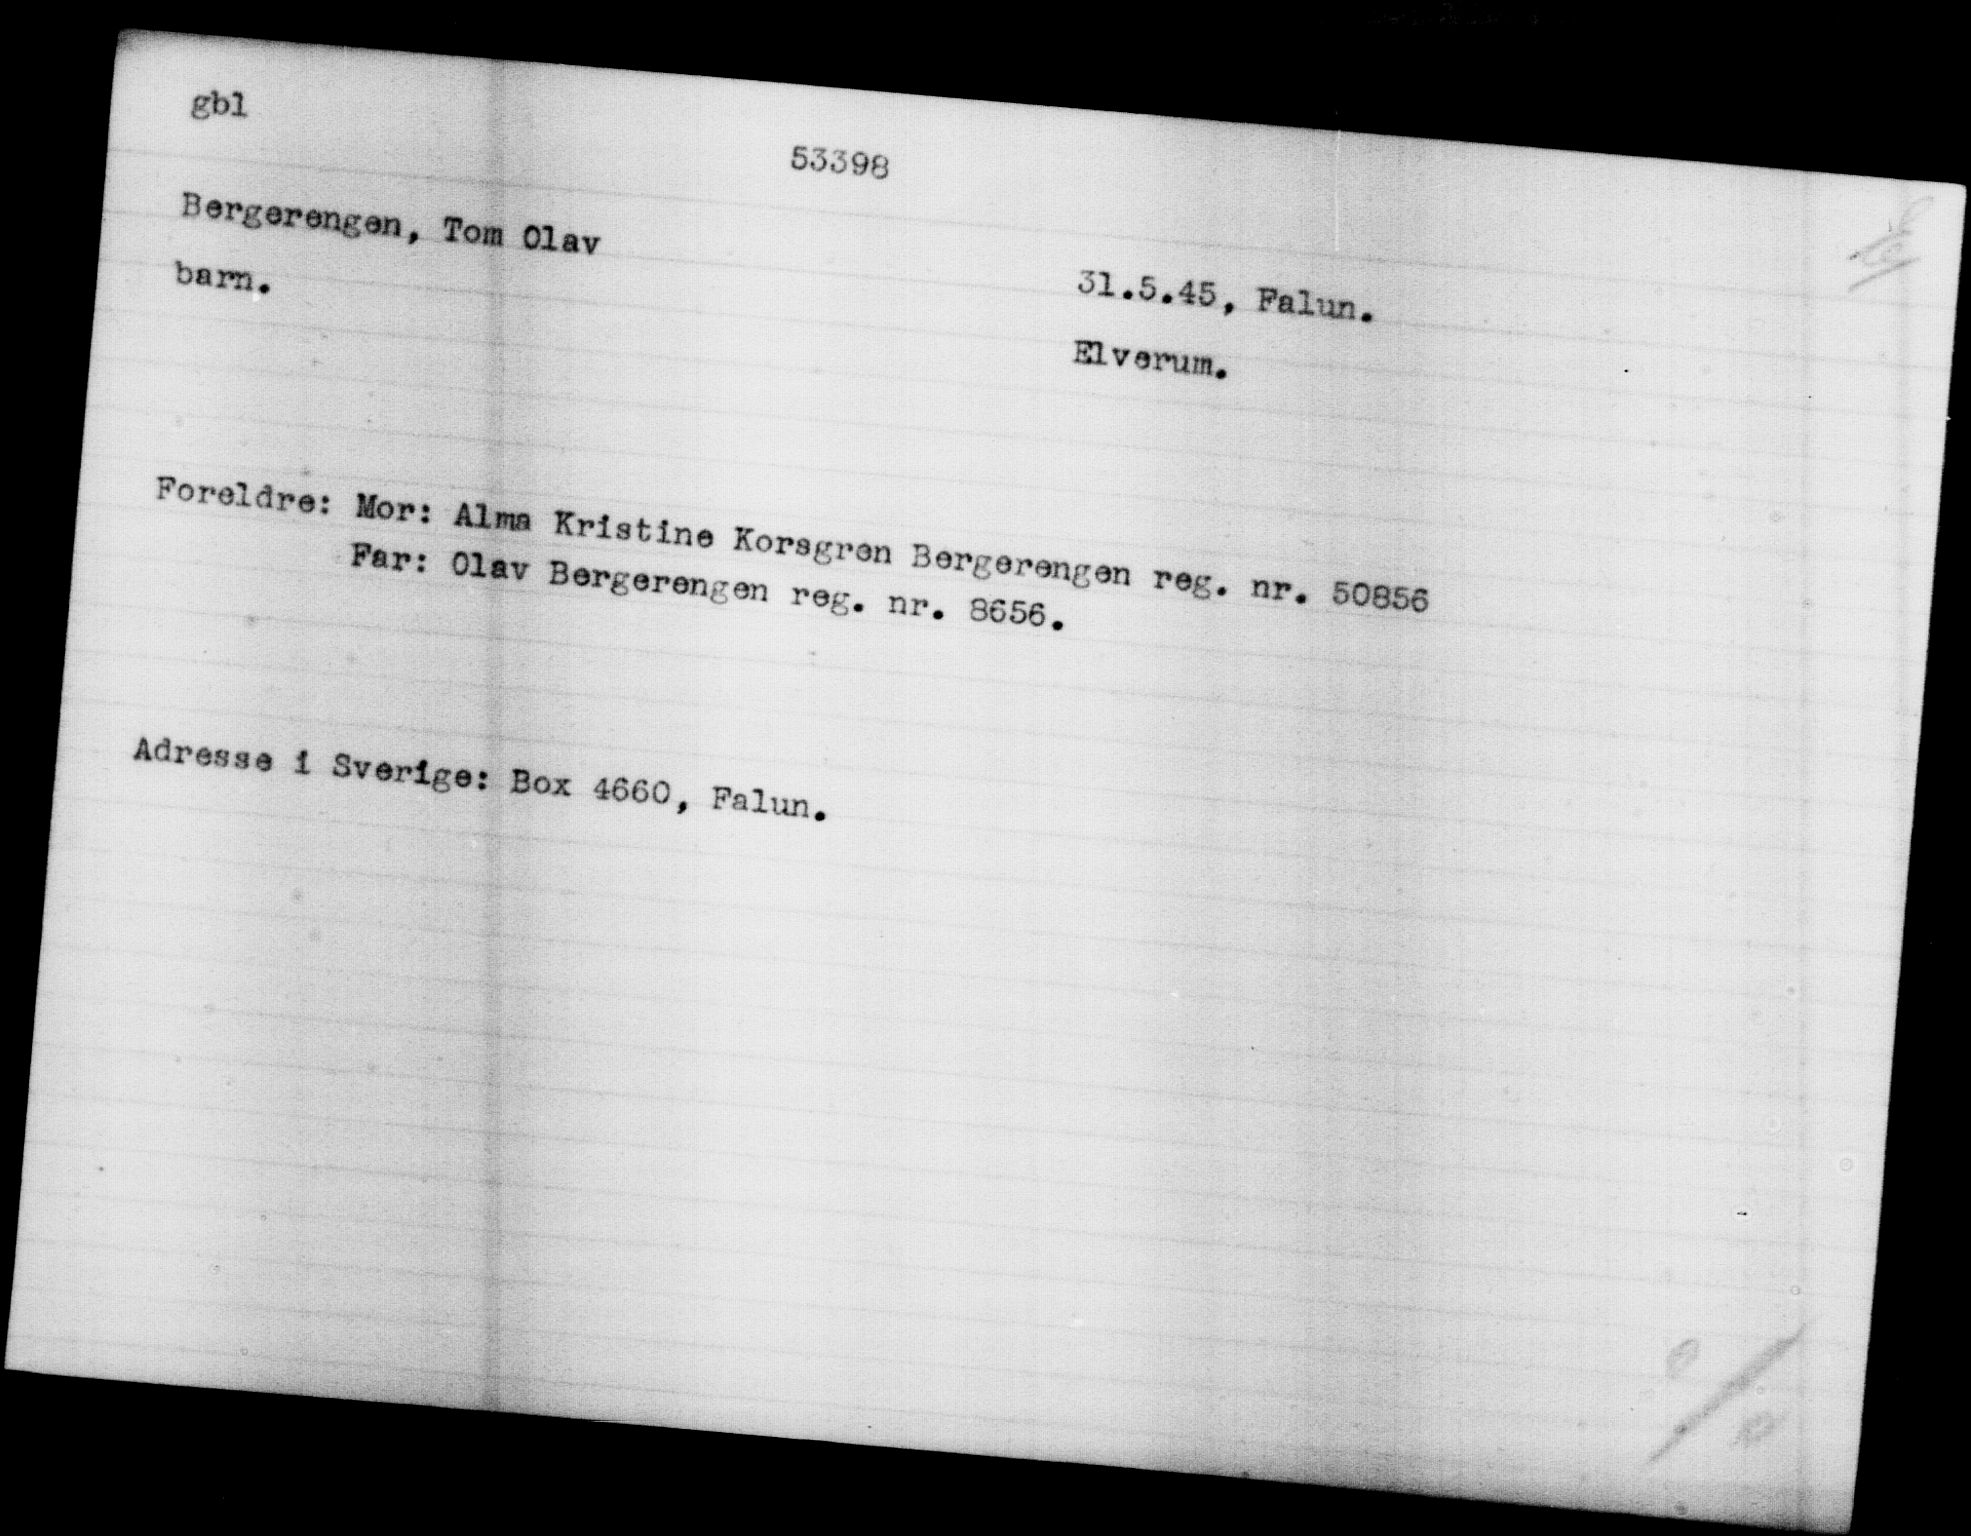 gbl
53398
Bergerengen, Tom Olav
barn.
31.5.45, Falun.
Elverum.
Foreldre: Mor: Alma Kristine Korsgren Bergerengen reg. nr. 50856
Far: Olav Bergerengen reg. nr. 8656.
Adresse i Sverige: Box 4660, Falun.